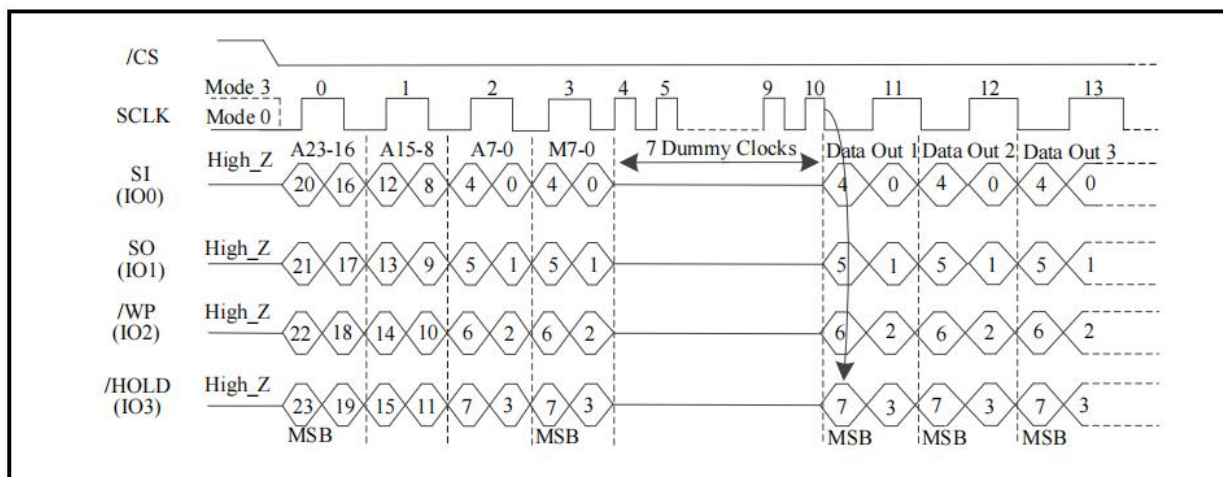 /CS
Mode 3 0 1 2 3 4 5 9 10 11 12 13
SCLK Mode 0
A23-16 A15-8 A7-0 M7-0 7 Dummy Clocks Data Out 1 Data Out 2 Data Out 3
High_Z
SI
(IO0)
20 16 12 8 4 0 4 0 4 0 4 0 4 0
High_Z
SO
(IO1)
21 17 13 9 5 1 5 1 5 1 5 1 5 1
High_Z
/WP
(IO2)
22 18 14 10 6 2 6 2 6 2 6 2 6 2
High_Z
/HOLD
(IO3)
23 19 15 11 7 3 7 3 7 3 7 3 7 3
MSB MSB MSB MSB MSB